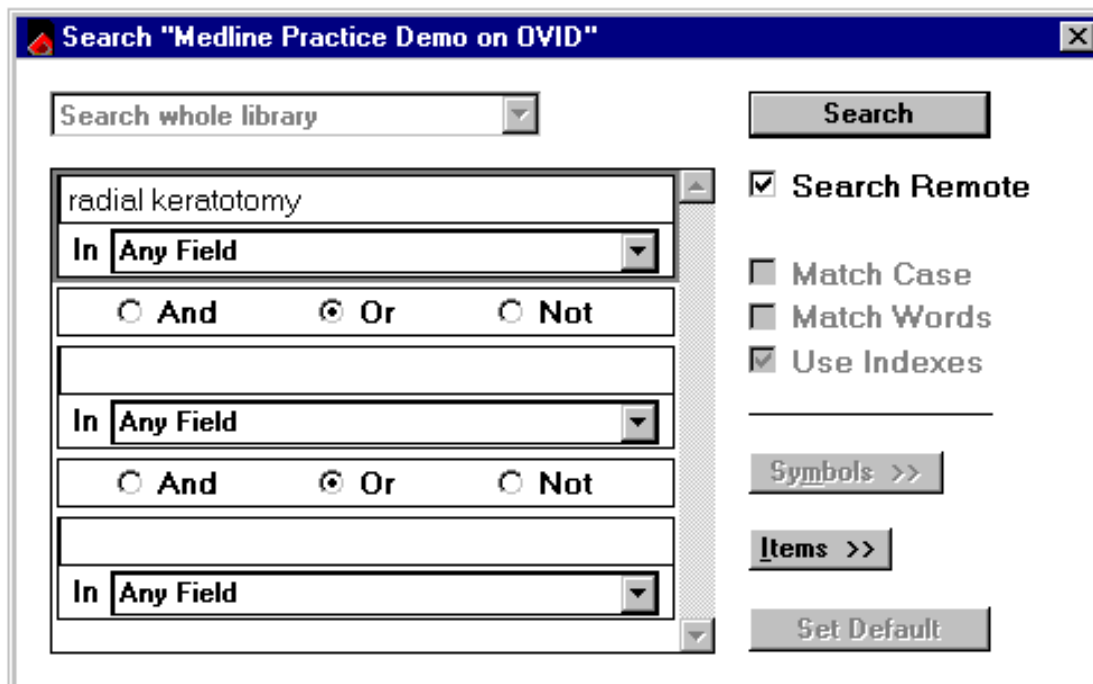 Search "Medline Practice Demo on OVID"
Search whole library
Search
radial keratotomy
Search Remote
In Any Field
Match Case
And Or Not
Match Words
Use Indexes
In Any Field
Symbols >>
And Or Not
Items >>
In Any Field
Set Default